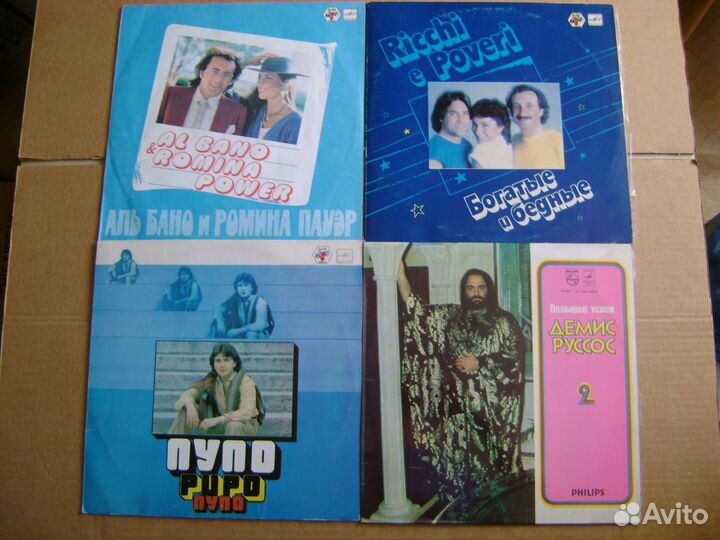 AL BANO
& ROMINA
POWER
АЛЬ БАНО и РОМИНА ПАУЭР
Ricchi
e Poveri
Богатые
и бедные
ПУПО
PUPO
ПУПО
PHILIPS
Большой успех
ДЕМИС
РУССОС
2
PHILIPS
Avito